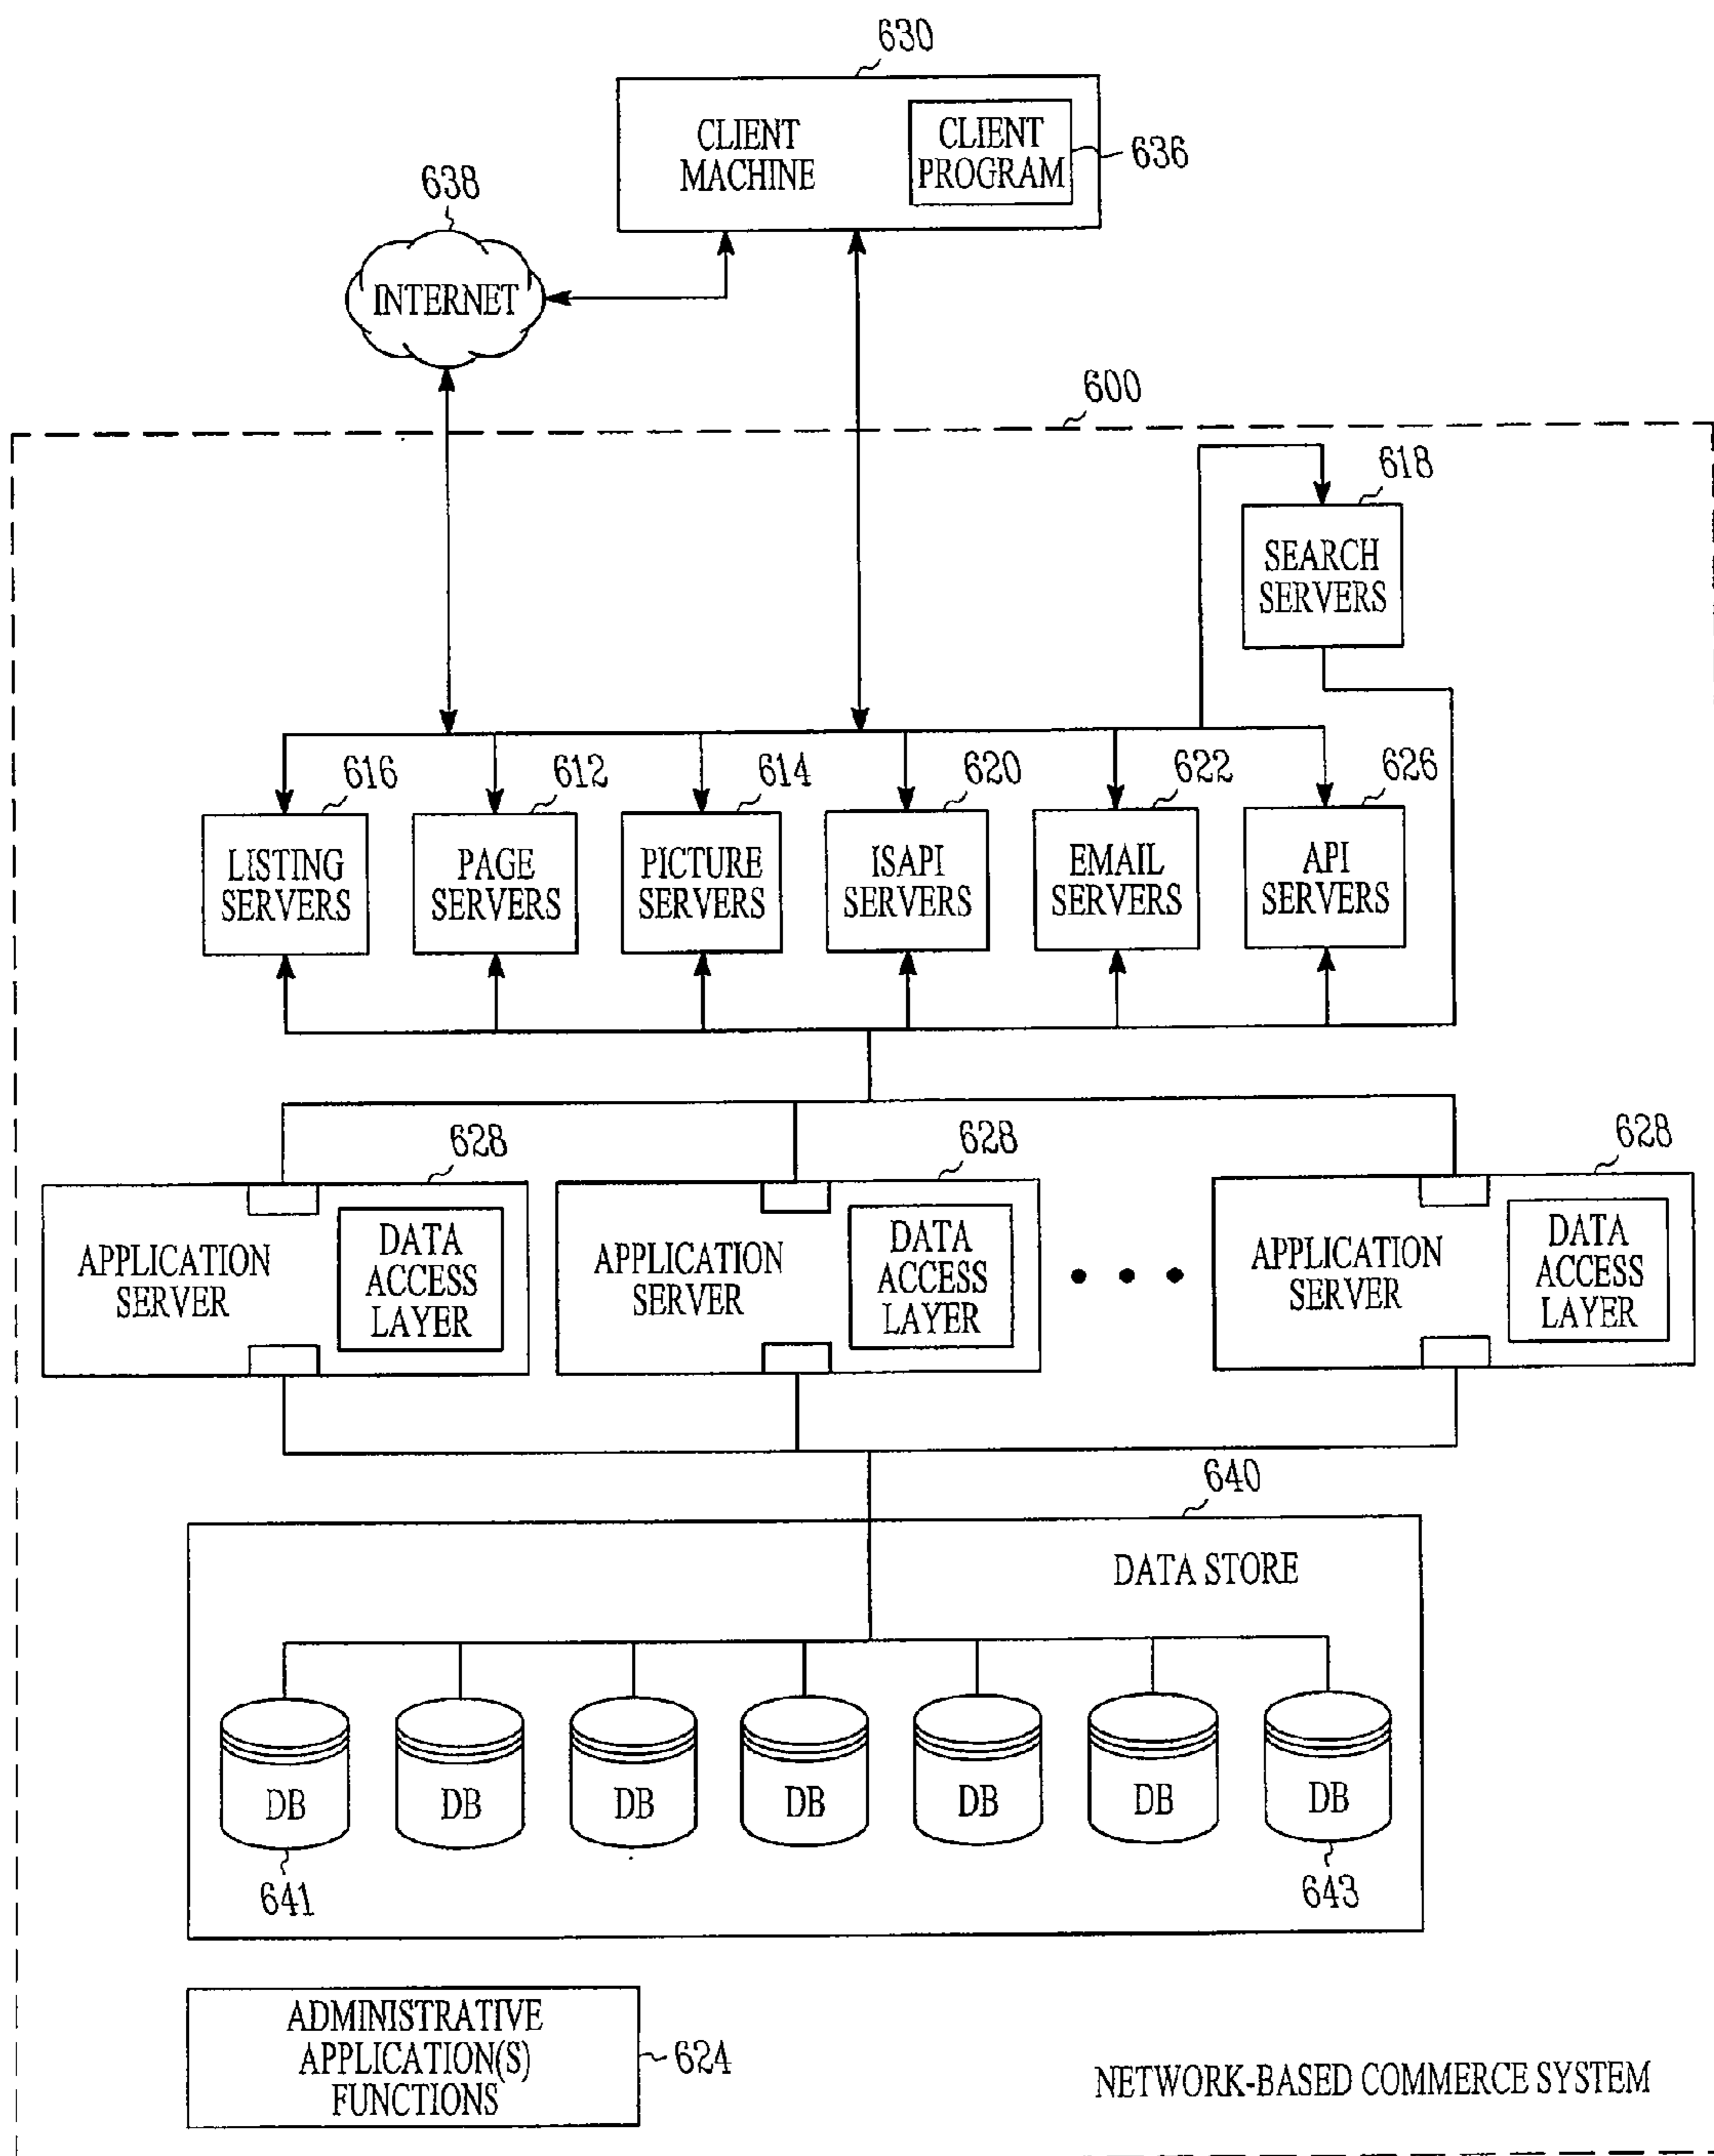 630
CLIENT
MACHINE
CLIENT
PROGRAM
636
638
INTERNET
600
618
SEARCH
SERVERS
616
612
614
620
622
626
LISTING
SERVERS
PAGE
SERVERS
PICTURE
SERVERS
ISAPI
SERVERS
EMAIL
SERVERS
API
SERVERS
628
628
628
APPLICATION
SERVER
DATA
ACCESS
LAYER
APPLICATION
SERVER
DATA
ACCESS
LAYER
APPLICATION
SERVER
DATA
ACCESS
LAYER
640
DATA STORE
DB
DB
DB
DB
DB
DB
DB
641
643
ADMINISTRATIVE
APPLICATION(S)
FUNCTIONS
624
NETWORK-BASED COMMERCE SYSTEM